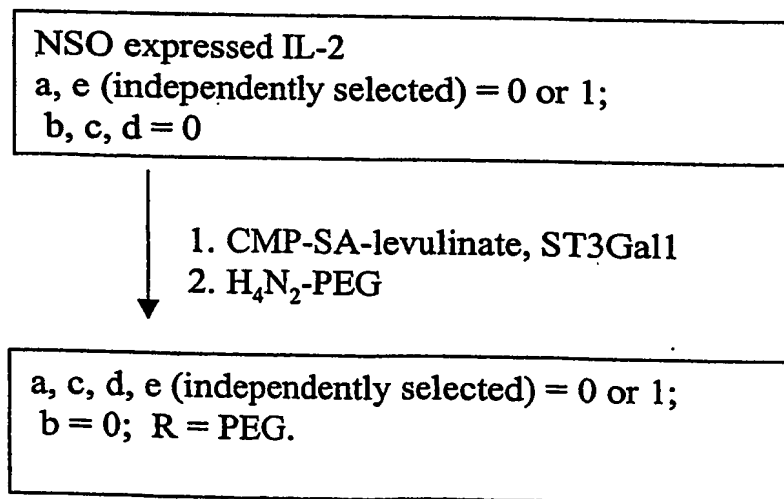 NSO expressed IL-2
a, e (independently selected) = 0 or 1;
b, c, d = 0
1. CMP-SA-levulinate, ST3Gal1
2. H₄N₂-PEG
a, c, d, e (independently selected) = 0 or 1;
b = 0; R = PEG.